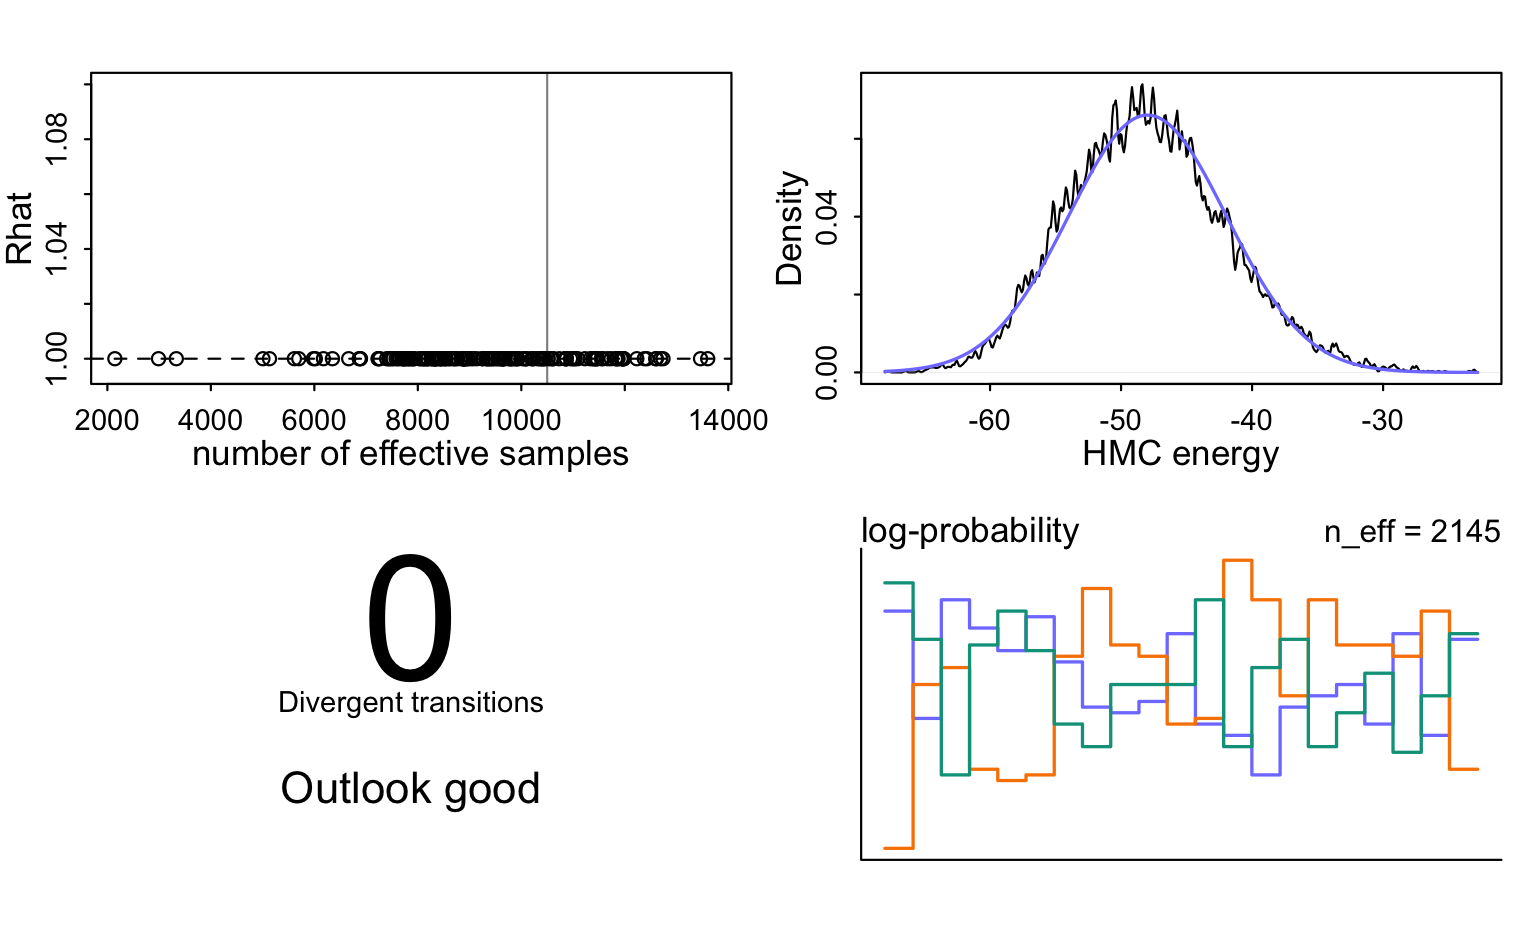 Rhat
1.00 1.04 1.08
2000 4000 6000 8000 10000 14000
number of effective samples
Density
0.00 0.04
-60 -50 -40 -30
HMC energy
0
Divergent transitions
Outlook good
log-probability n_eff = 2145